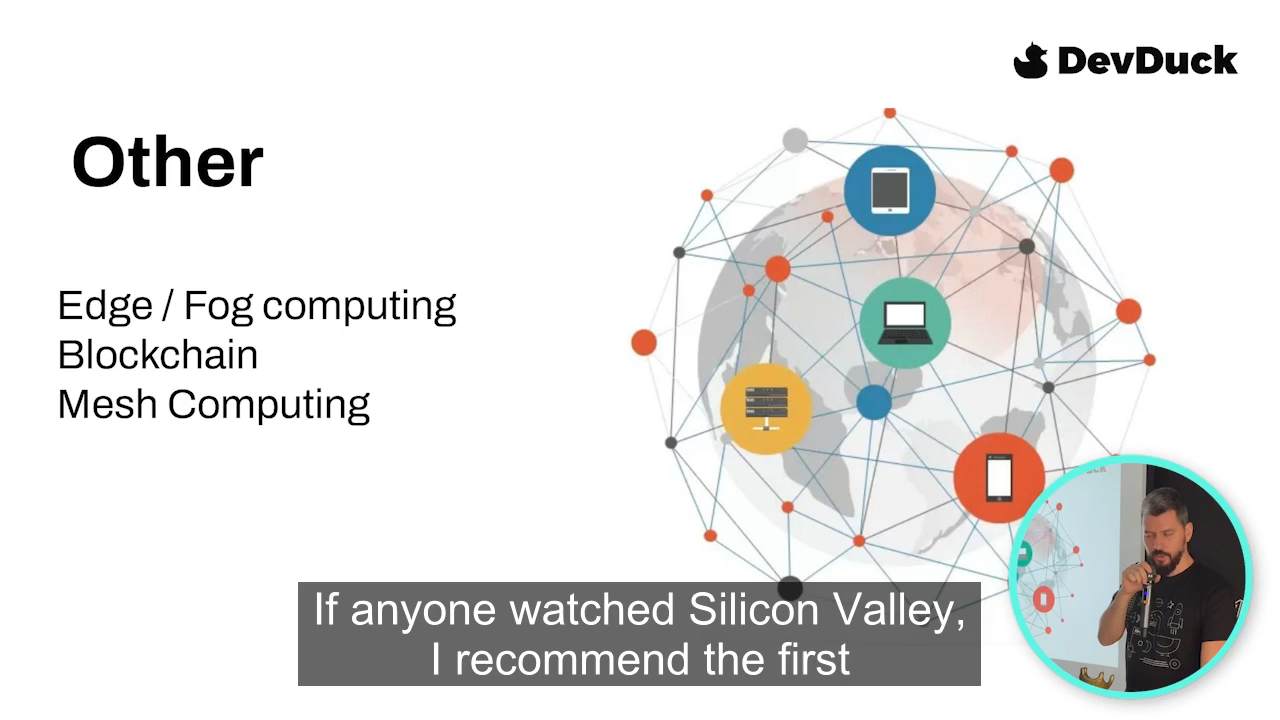 DevDuck
Other
Edge / Fog computing
Blockchain
Mesh Computing
If anyone watched Silicon Valley,
I recommend the first